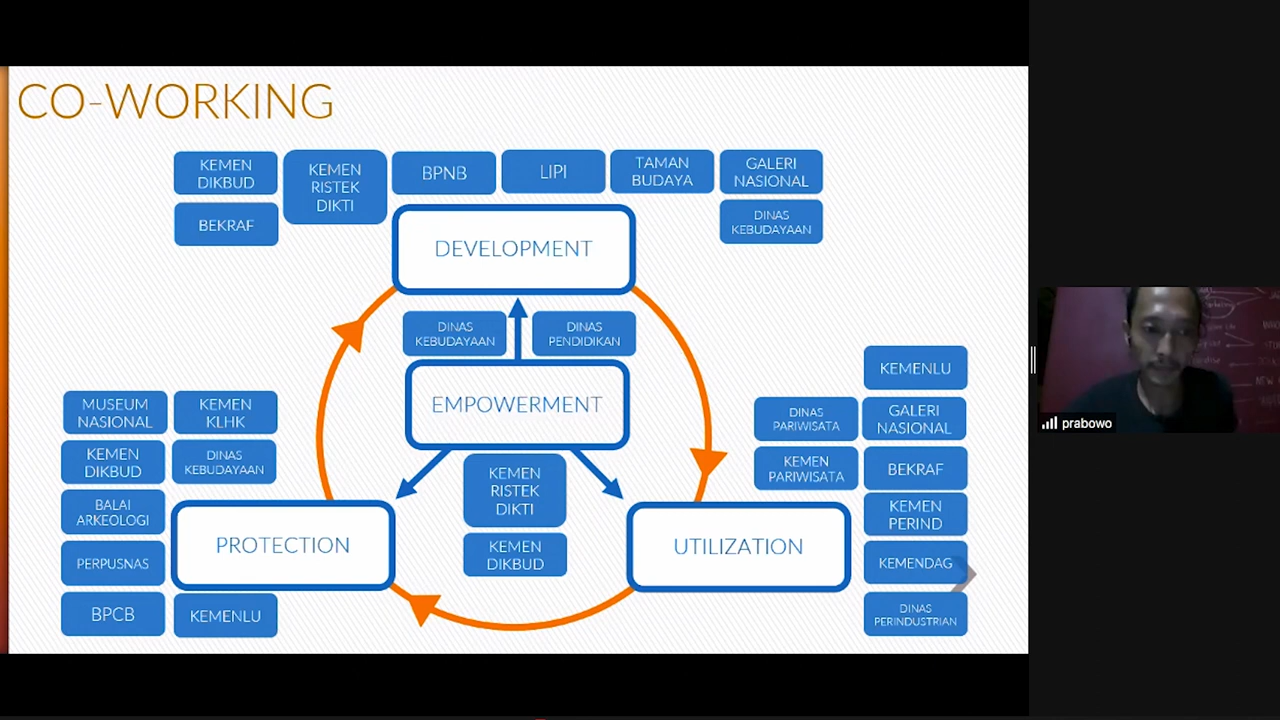 CO-WORKING
KEMEN
DIKBUD
KEMEN
RISTEK
DIKTI
BPNB
LIPI
TAMAN
BUDAYA
GALERI
NASIONAL
BEKRAF
DINAS
KEBUDAYAAN
DEVELOPMENT
DINAS
KEBUDAYAAN
DINAS
PENDIDIKAN
EMPOWERMENT
KEMEN
RISTEK
DIKTI
KEMEN
DIKBUD
MUSEUM
NASIONAL
KEMEN
KLHK
KEMEN
DIKBUD
DINAS
KEBUDAYAAN
BALAI
ARKEOLOGI
PERPUSNAS
BPCB
KEMENLU
PROTECTION
UTILIZATION
KEMENLU
DINAS
PARIWISATA
GALERI
NASIONAL
KEMEN
PARIWISATA
BEKRAF
KEMEN
PERIND
KEMENDAG
DINAS
PERINDUSTRIAN
prabowo